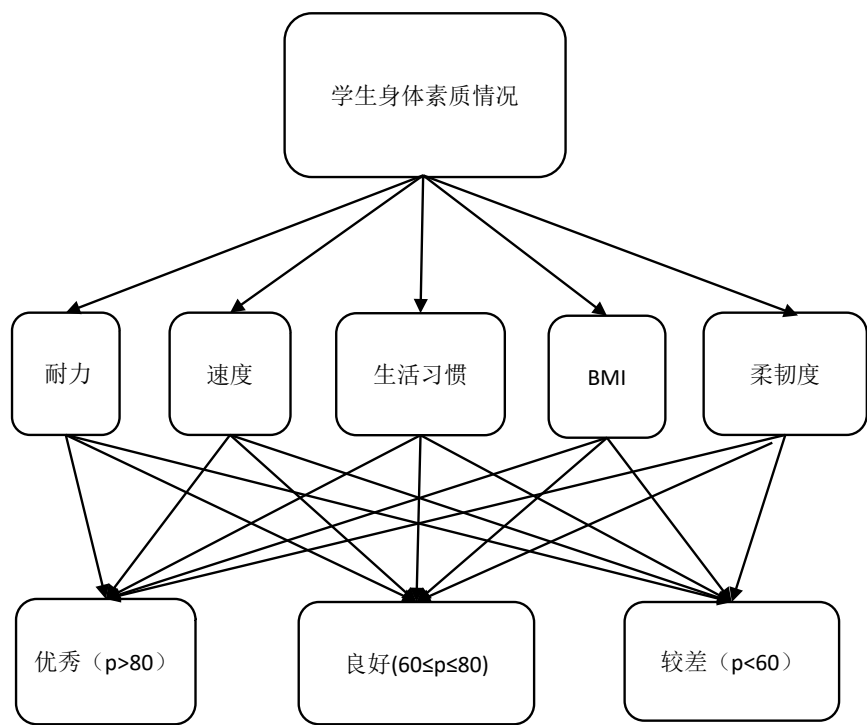 学生身体素质情况
耐力
速度
生活习惯
BMI
柔韧度
优秀（p>80）
良好(60≤p≤80)
较差（p<60）